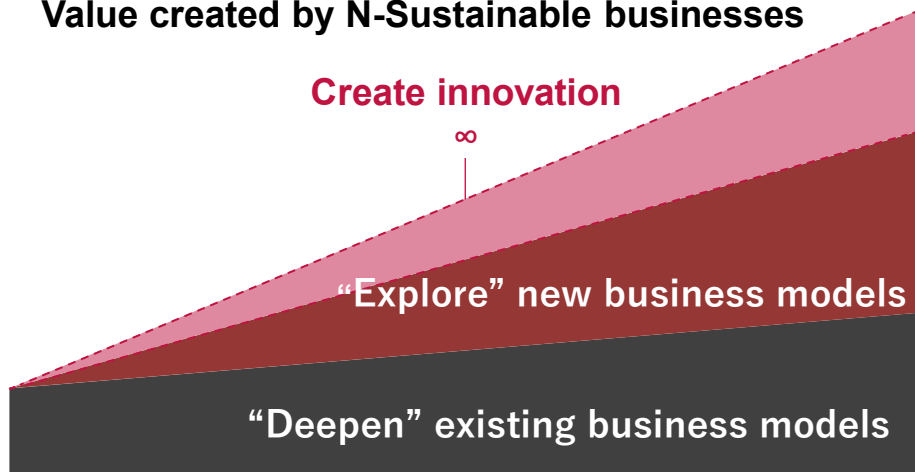 Value created by N-Sustainable businesses
Create innovation
∞
“Explore” new business models
“Deepen” existing business models